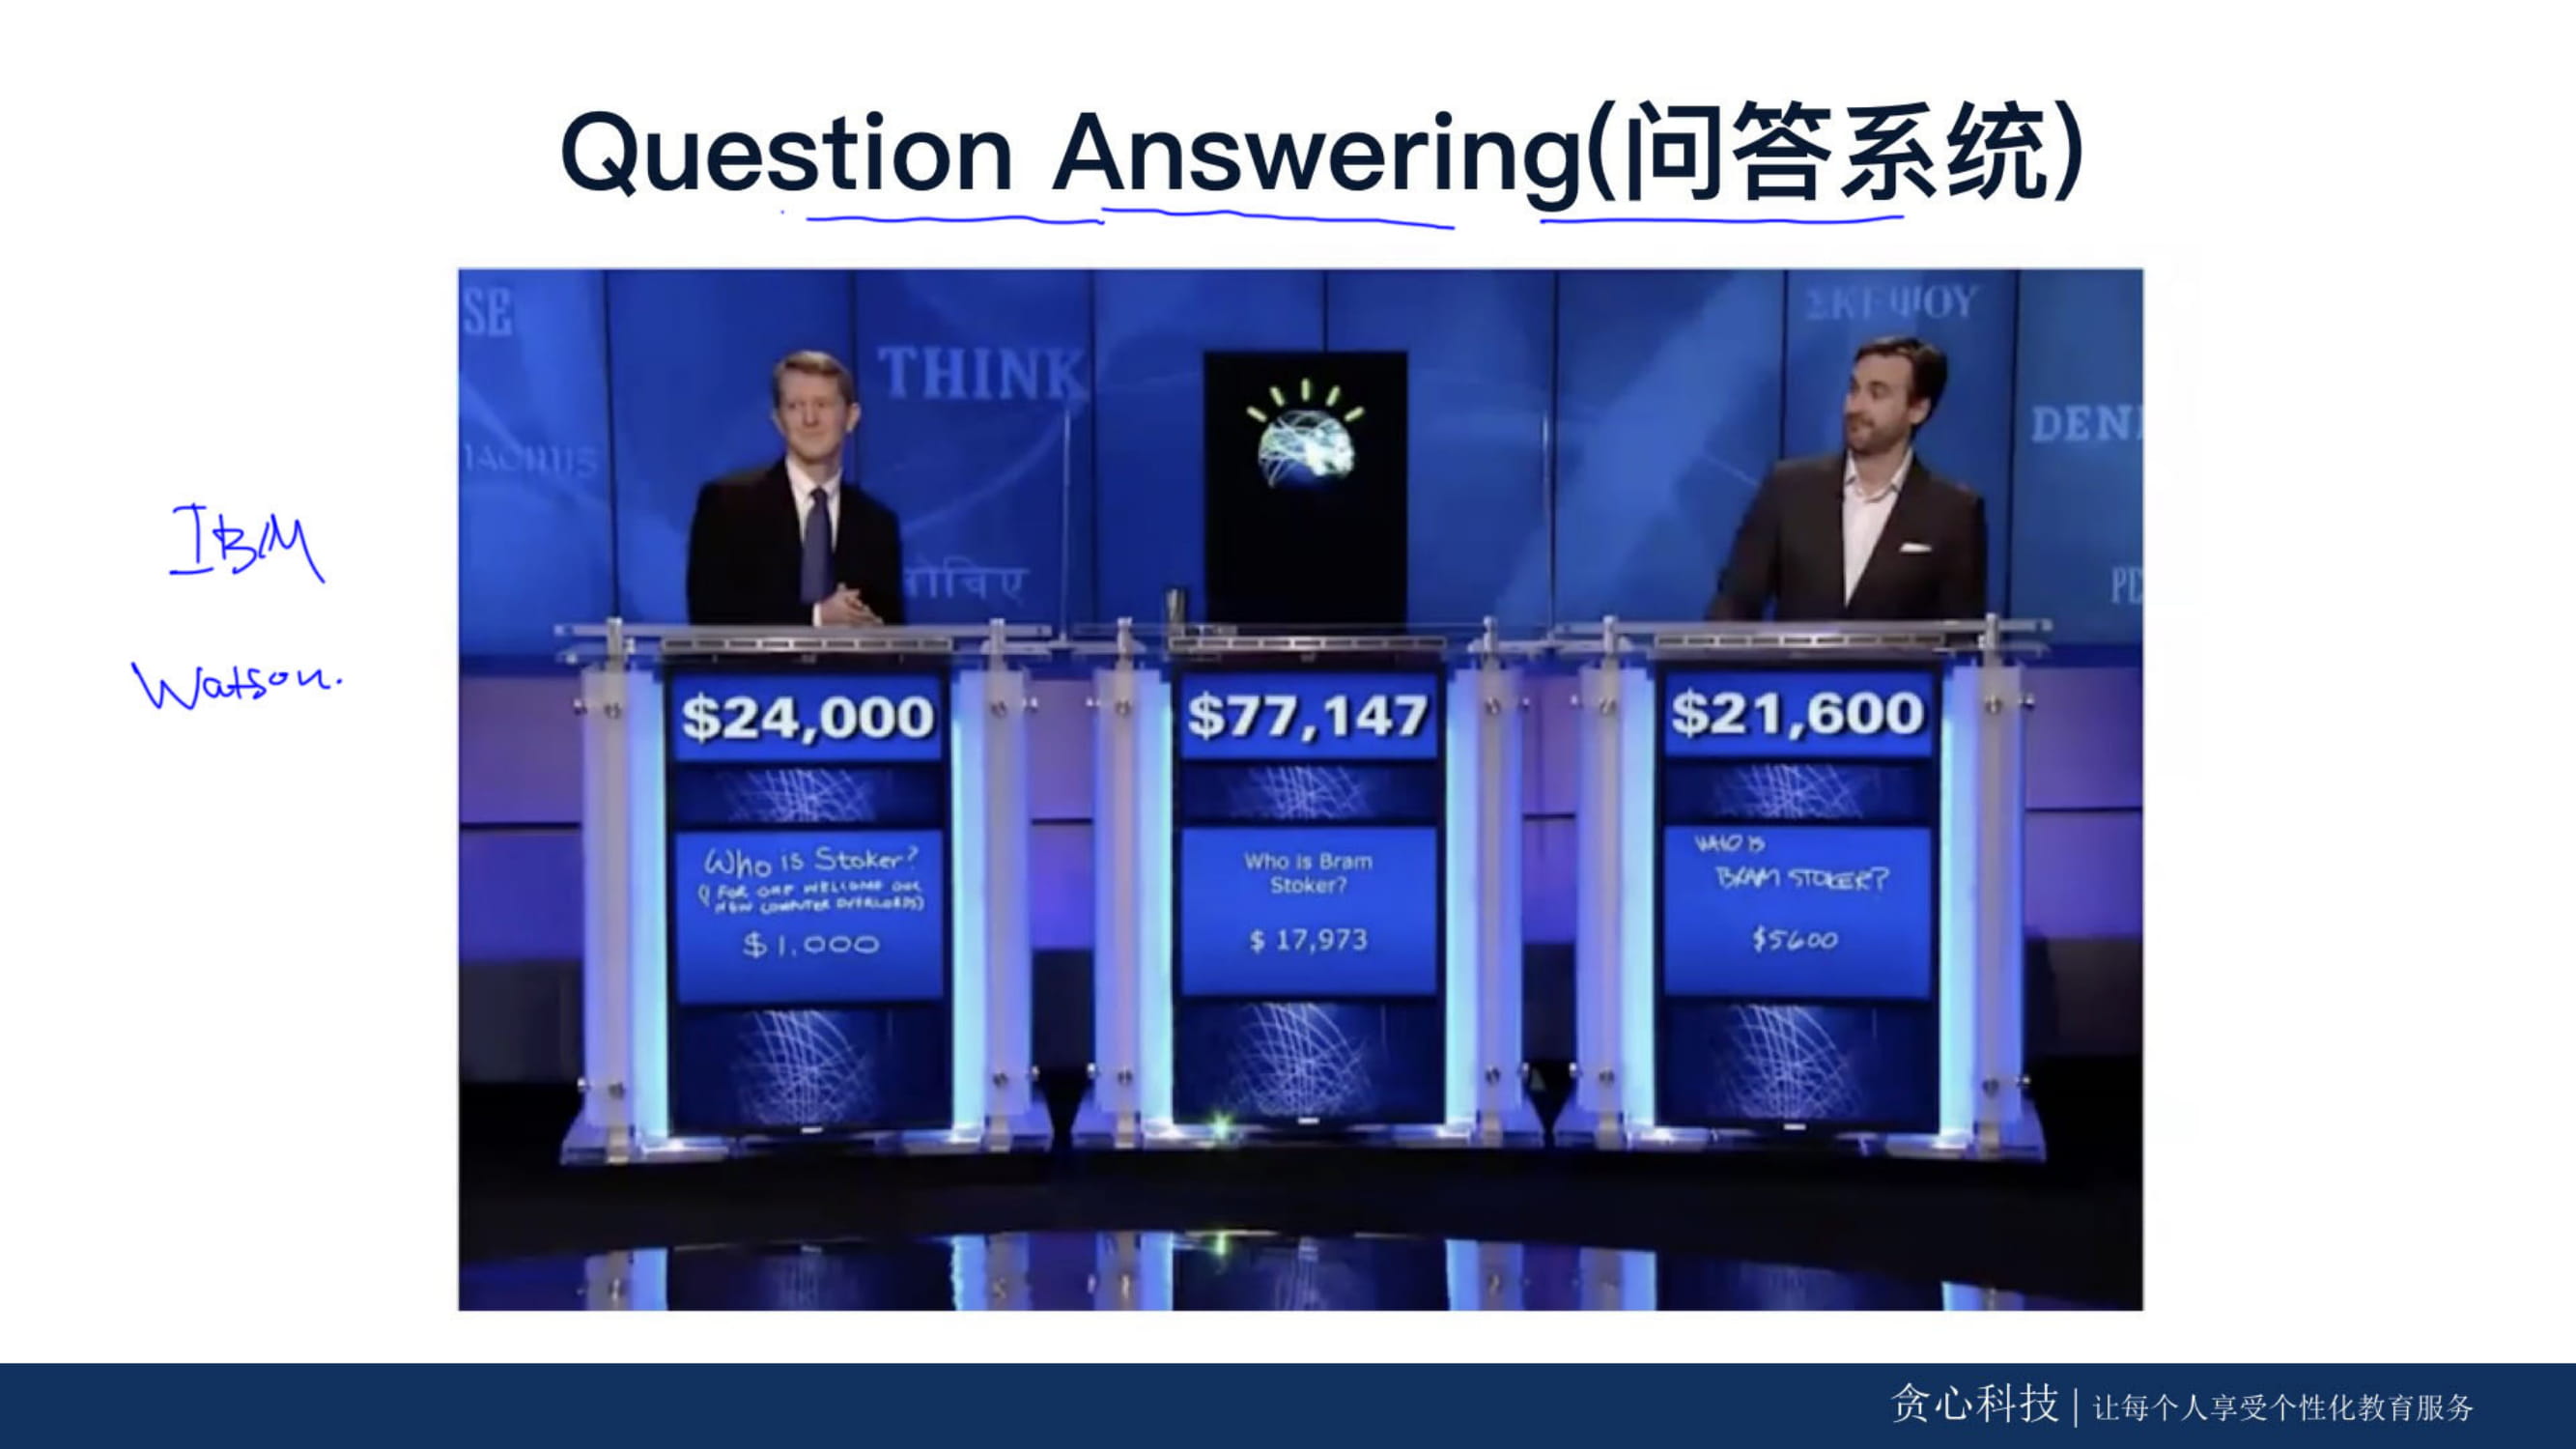 Question Answering(问答系统)
SE
THINK
ΣΚΕΨΟΥ
DEN
IBM
Watson.
$24,000
$77,147
$21,600
Who is Stoker?
(I FOR ONE WELCOME OUR
NEW COMPUTER OVERLORDS)
$1,000
Who is Bram
Stoker?
$ 17,973
WHO IS
BRAM STOKER?
$5600
贪心科技 | 让每个人享受个性化教育服务